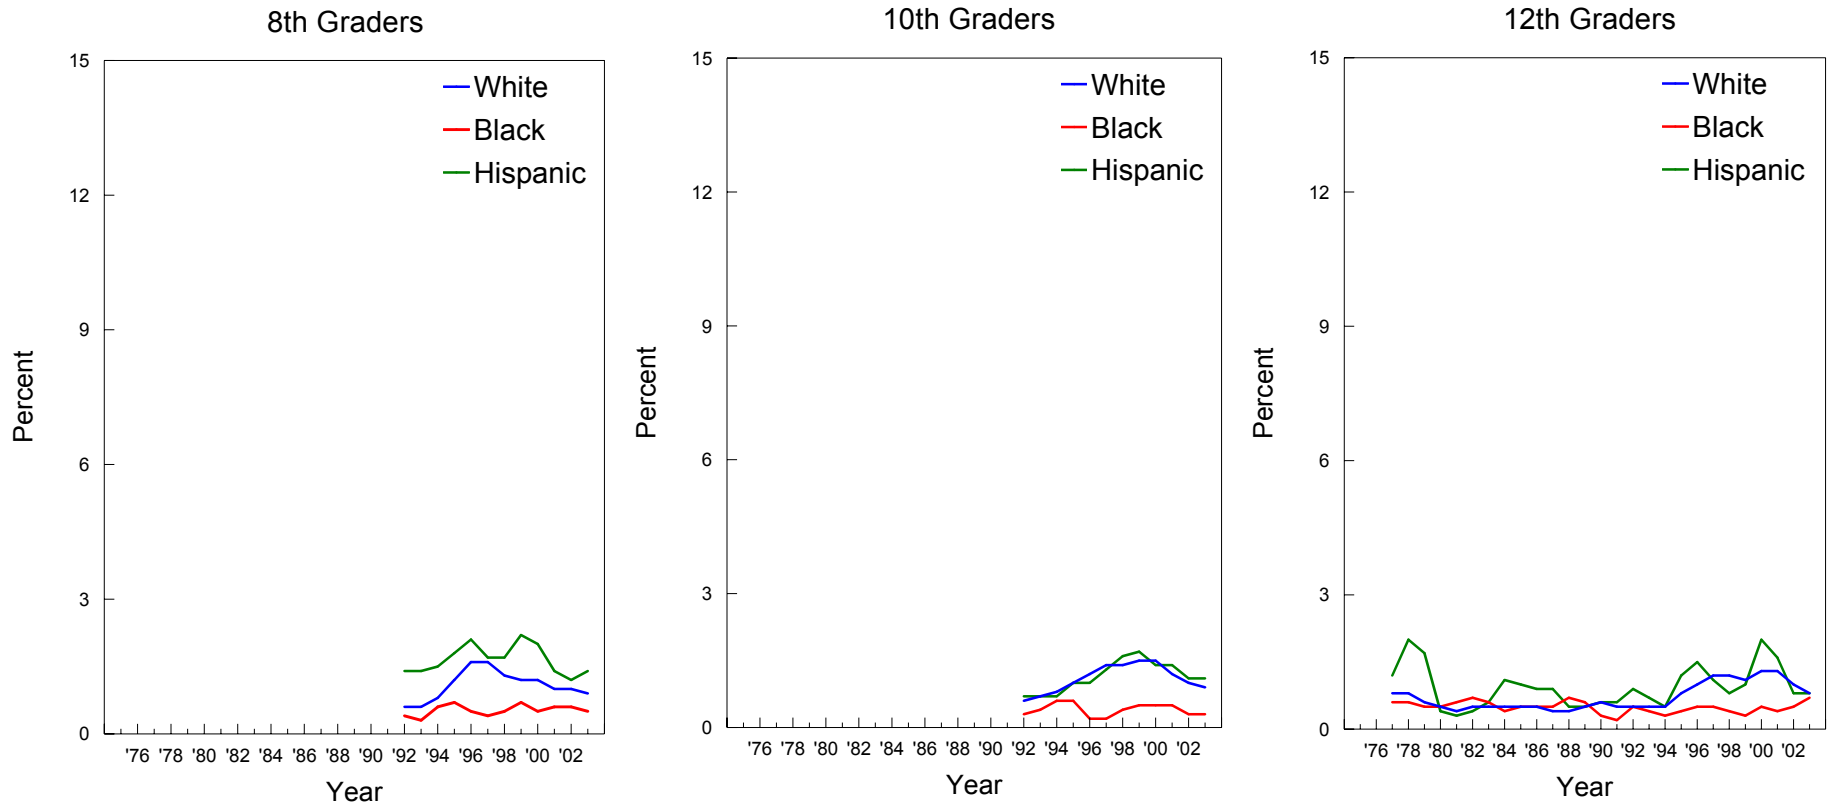 8th Graders
15
12
9
6
3
0
Percent
White
Black
Hispanic
'76 '78 '80 '82 '84 '86 '88 '90 '92 '94 '96 '98 '00 '02
Year
10th Graders
15
12
9
6
3
0
Percent
White
Black
Hispanic
'76 '78 '80 '82 '84 '86 '88 '90 '92 '94 '96 '98 '00 '02
Year
12th Graders
15
12
9
6
3
0
Percent
White
Black
Hispanic
'76 '78 '80 '82 '84 '86 '88 '90 '92 '94 '96 '98 '00 '02
Year